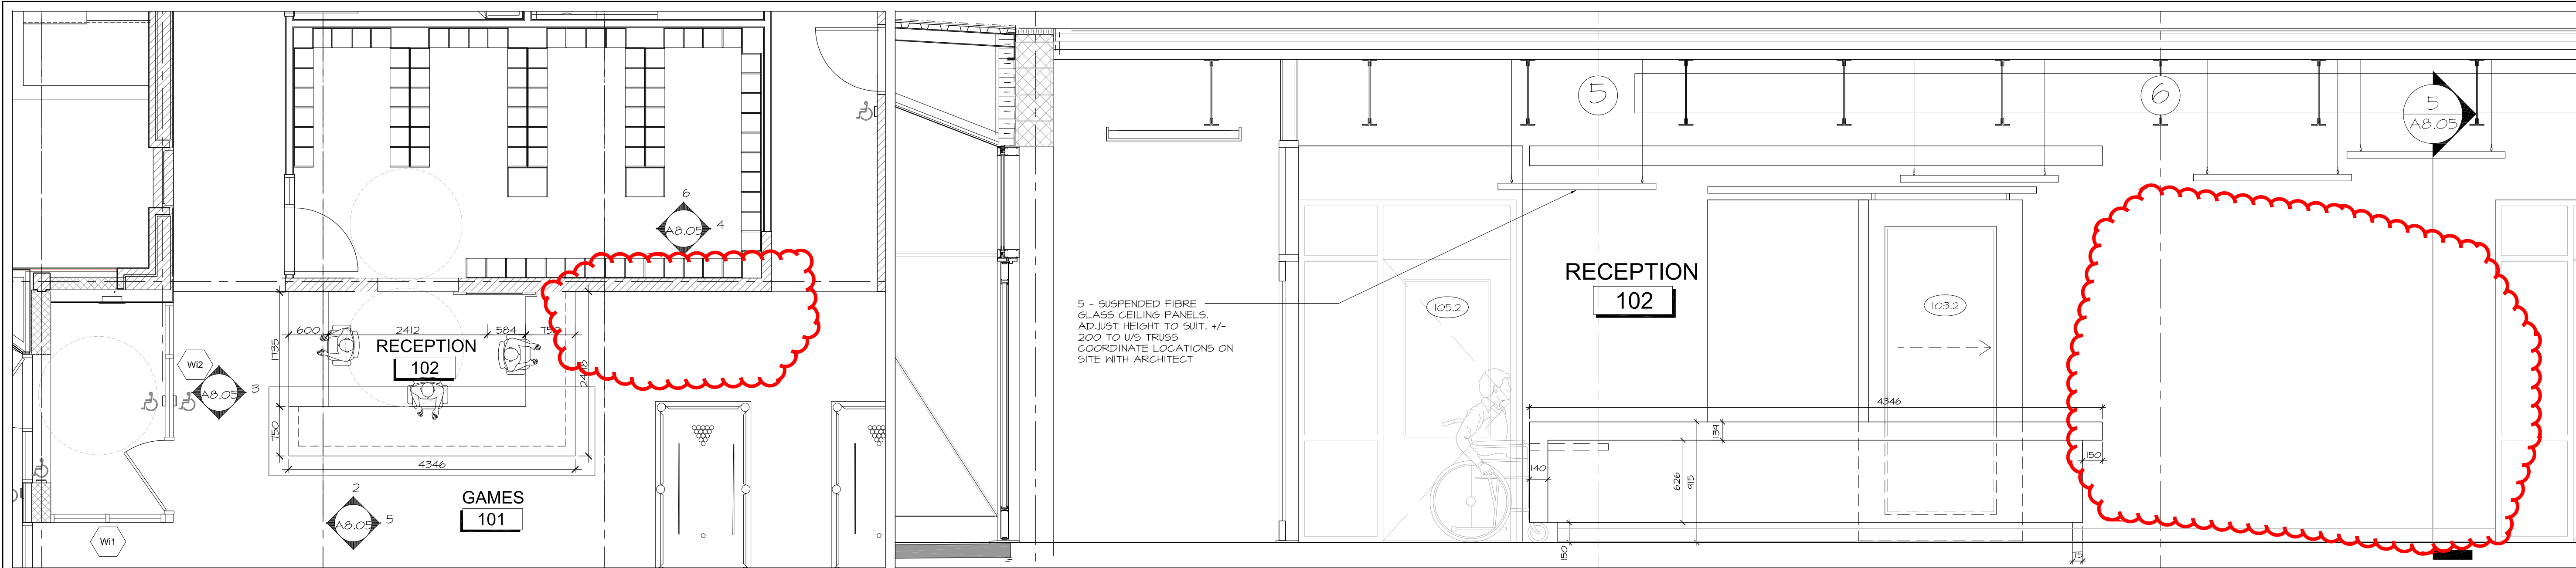 6
A8.05
4
600
2412
584
1735
RECEPTION
102
Wi2
A8.05
3
750
4346
GAMES
101
2
A8.05
5
Wi1
5
6
5
A8.05
5 - SUSPENDED FIBRE
GLASS CEILING PANELS.
ADJUST HEIGHT TO SUIT. +/-
200 TO U/S TRUSS
COORDINATE LOCATIONS ON
SITE WITH ARCHITECT
RECEPTION
102
105.2
103.2
4346
139
140
626
915
150
150
75